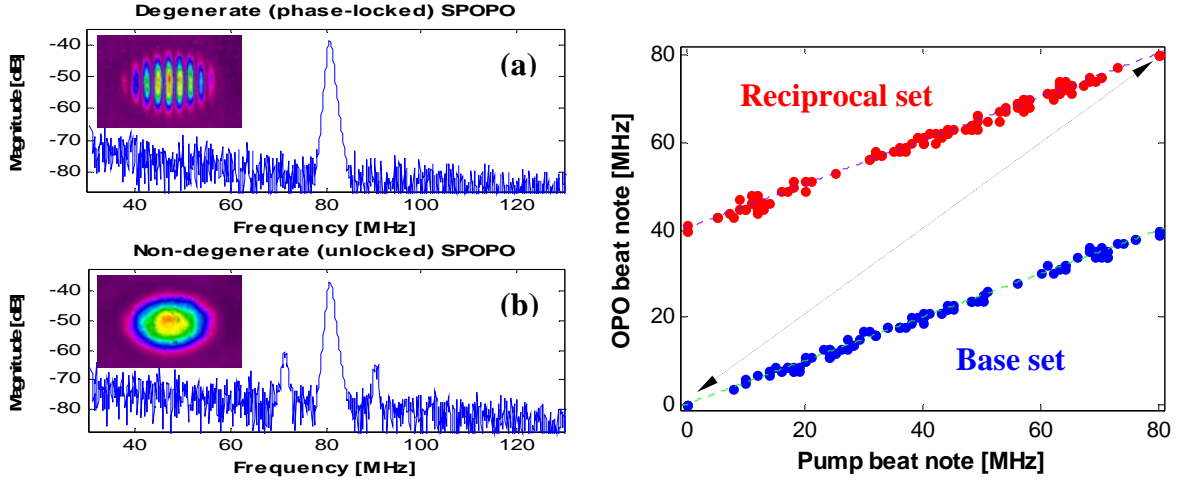 Degenerate (phase-locked) SPOPO
(a)
Magnitude [dB]
-40
-50
-60
-70
-80
40 60 80 100 120
Frequency [MHz]
Non-degenerate (unlocked) SPOPO
(b)
Magnitude [dB]
-40
-50
-60
-70
-80
40 60 80 100 120
Frequency [MHz]
OPO beat note [MHz]
80
60
40
20
0
Reciprocal set
Base set
0 20 40 60 80
Pump beat note [MHz]